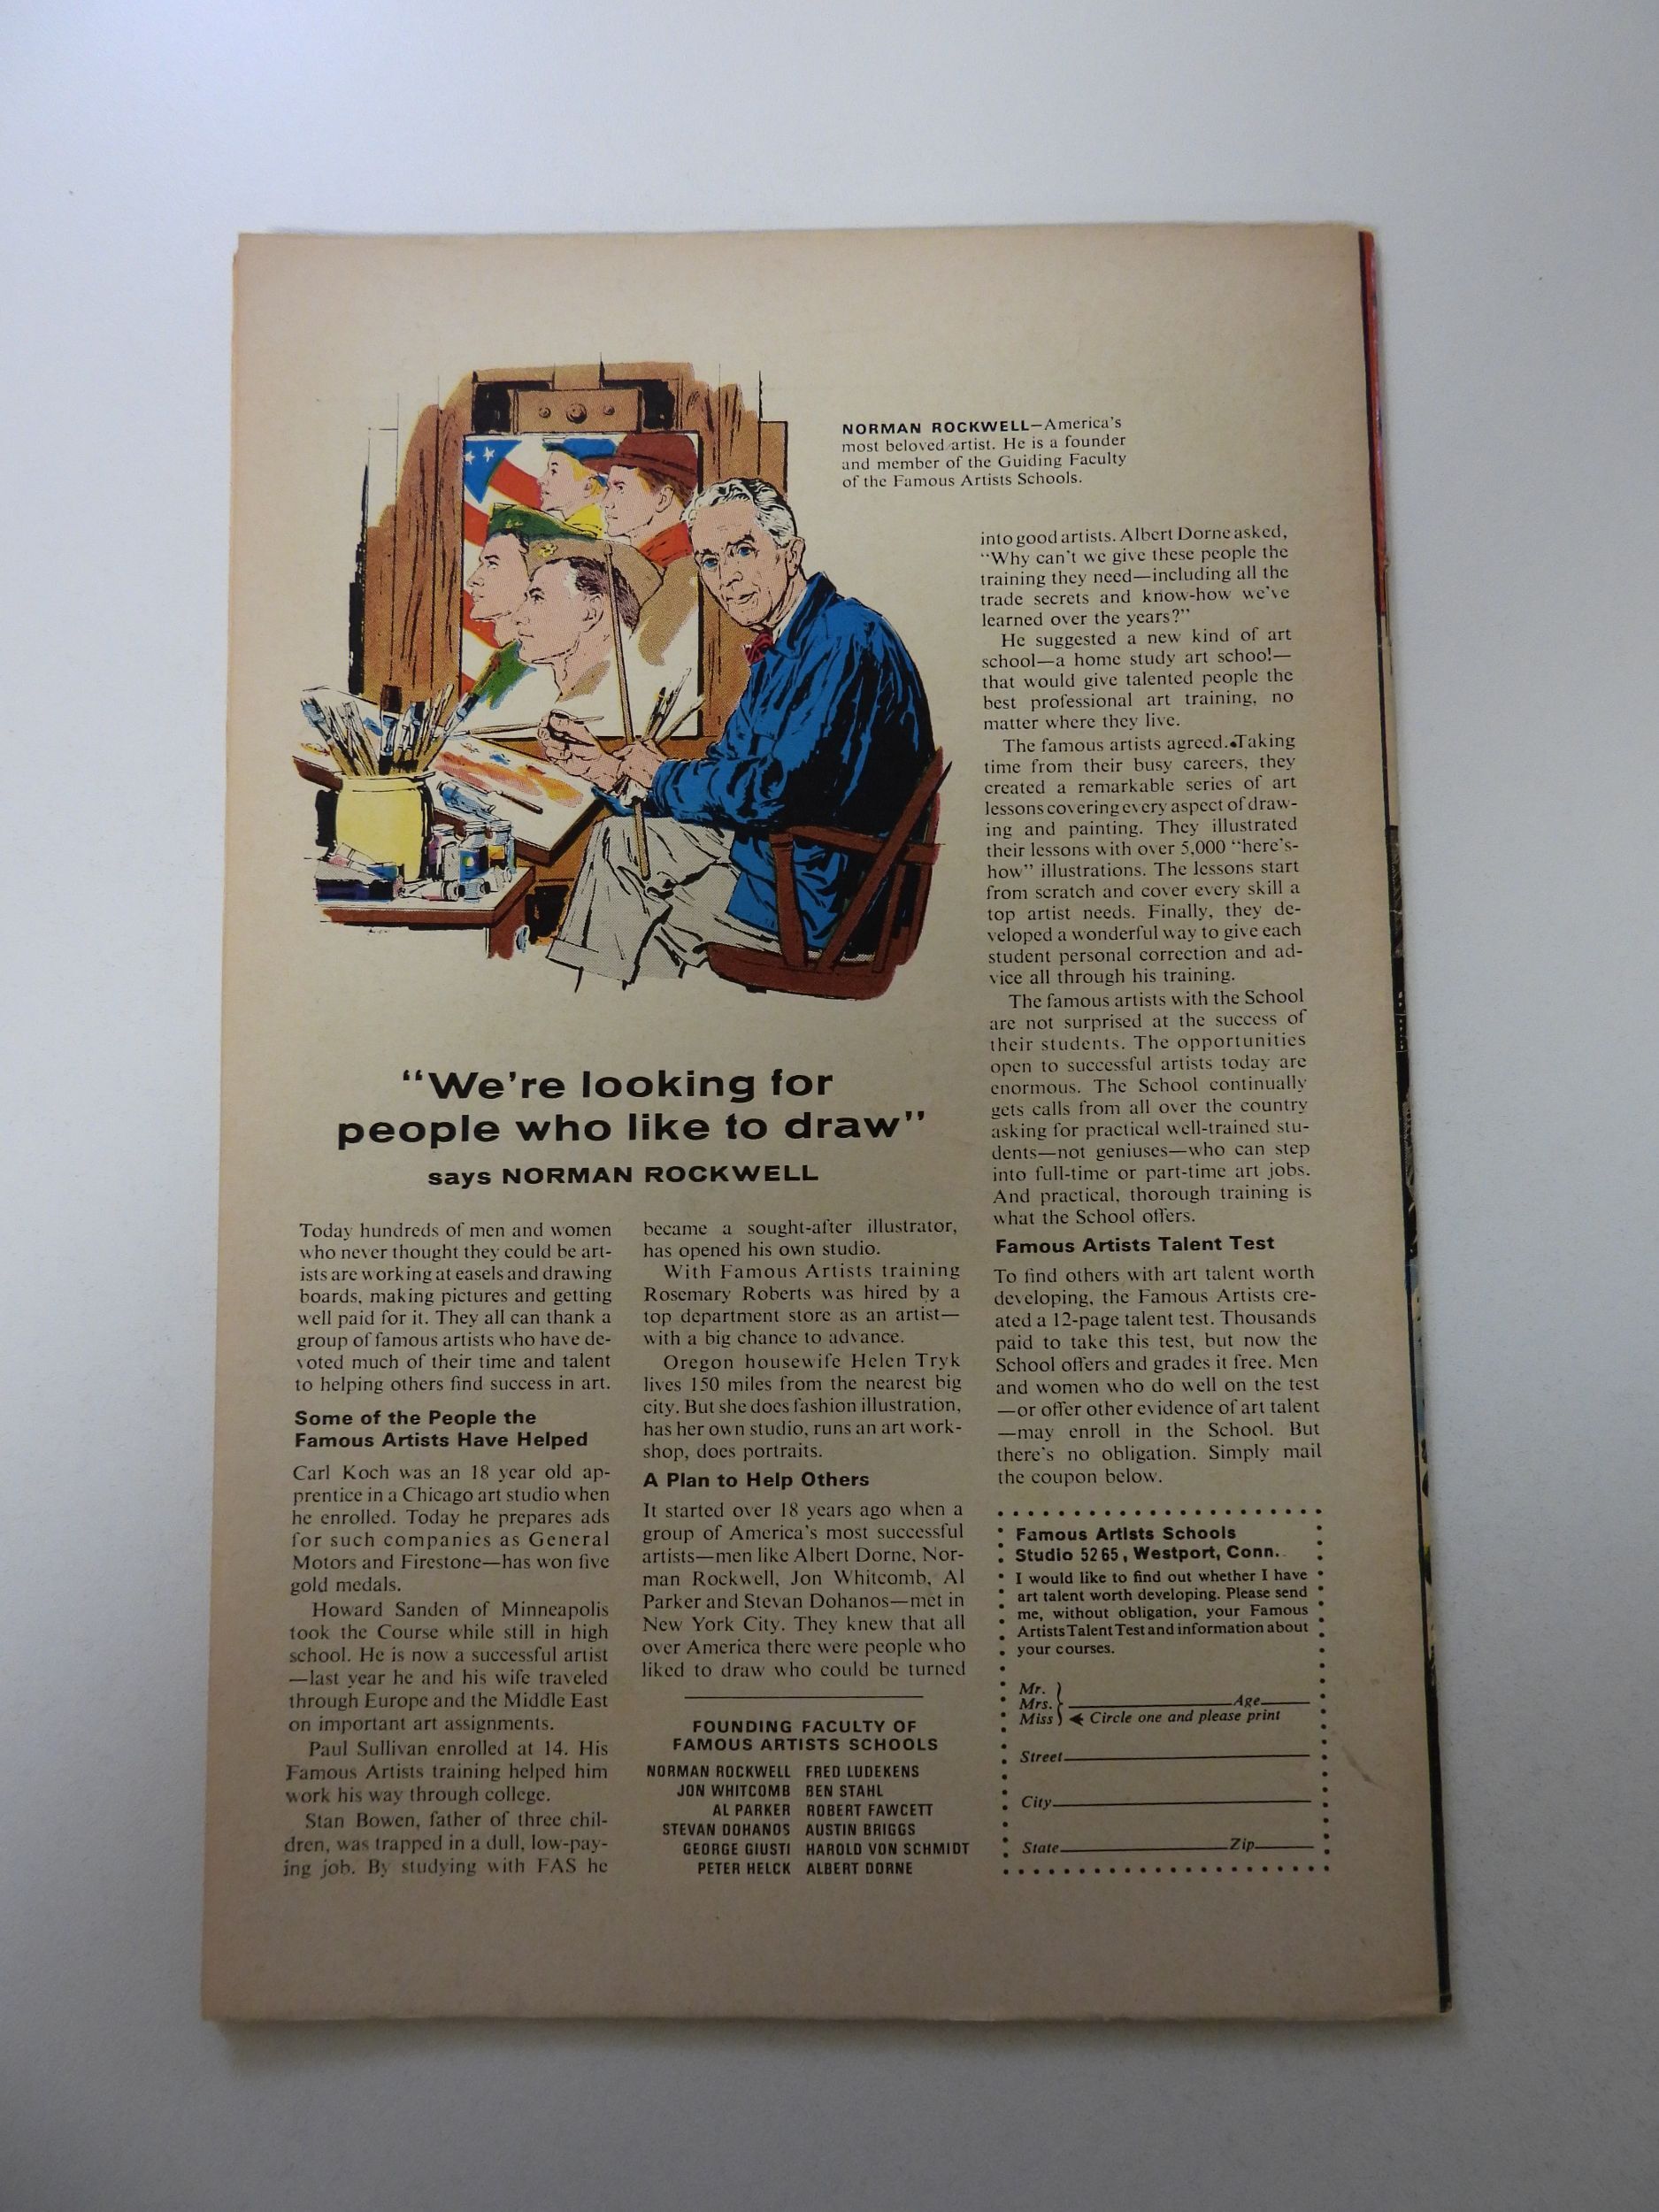 NORMAN ROCKWELL—America's
most beloved artist. He is a founder
and member of the Guiding Faculty
of the Famous Artists Schools.
"We're looking for
people who like to draw"
says NORMAN ROCKWELL
Today hundreds of men and women
who never thought they could be art-
ists are working at easels and drawing
boards, making pictures and getting
well paid for it. They all can thank a
group of famous artists who have de-
voted much of their time and talent
to helping others find success in art.
Some of the People the
Famous Artists Have Helped
Carl Koch was an 18 year old ap-
prentice in a Chicago art studio when
he enrolled. Today he prepares ads
for such companies as General
Motors and Firestone—has won five
gold medals.
Howard Sanden of Minneapolis
took the Course while still in high
school. He is now a successful artist
—last year he and his wife traveled
through Europe and the Middle East
on important art assignments.
Paul Sullivan enrolled at 14. His
Famous Artists training helped him
work his way through college.
Stan Bowen, father of three chil-
dren, was trapped in a dull, low-pay-
ing job. By studying with FAS he
became a sought-after illustrator,
has opened his own studio.
With Famous Artists training
Rosemary Roberts was hired by a
top department store as an artist—
with a big chance to advance.
Oregon housewife Helen Tryk
lives 150 miles from the nearest big
city. But she does fashion illustration,
has her own studio, runs an art work-
shop, does portraits.
A Plan to Help Others
It started over 18 years ago when a
group of America's most successful
artists—men like Albert Dorne, Nor-
man Rockwell, Jon Whitcomb, Al
Parker and Stevan Dohanos—met in
New York City. They knew that all
over America there were people who
liked to draw who could be turned
FOUNDING FACULTY OF
FAMOUS ARTISTS SCHOOLS
NORMAN ROCKWELL FRED LUDEKENS
JON WHITCOMB BEN STAHL
AL PARKER ROBERT FAWCETT
STEVAN DOHANOS AUSTIN BRIGGS
GEORGE GIUSTI HAROLD VON SCHMIDT
PETER HELCK ALBERT DORNE
into good artists. Albert Dorne asked,
"Why can't we give these people the
training they need—including all the
trade secrets and know-how we've
learned over the years?"
He suggested a new kind of art
school—a home study art school—
that would give talented people the
best professional art training, no
matter where they live.
The famous artists agreed. Taking
time from their busy careers, they
created a remarkable series of art
lessons covering every aspect of draw-
ing and painting. They illustrated
their lessons with over 5,000 "here's-
how" illustrations. The lessons start
from scratch and cover every skill a
top artist needs. Finally, they de-
veloped a wonderful way to give each
student personal correction and ad-
vice all through his training.
The famous artists with the School
are not surprised at the success of
their students. The opportunities
open to successful artists today are
enormous. The School continually
gets calls from all over the country
asking for practical well-trained stu-
dents—not geniuses—who can step
into full-time or part-time art jobs.
And practical, thorough training is
what the School offers.
Famous Artists Talent Test
To find others with art talent worth
developing, the Famous Artists cre-
ated a 12-page talent test. Thousands
paid to take this test, but now the
School offers and grades it free. Men
and women who do well on the test
—or offer other evidence of art talent
—may enroll in the School. But
there's no obligation. Simply mail
the coupon below.
Famous Artists Schools
Studio 5265, Westport, Conn.
I would like to find out whether I have
art talent worth developing. Please send
me, without obligation, your Famous
Artists Talent Test and information about
your courses.
Mr.
Mrs. Age
Miss Circle one and please print
Street
City
State Zip